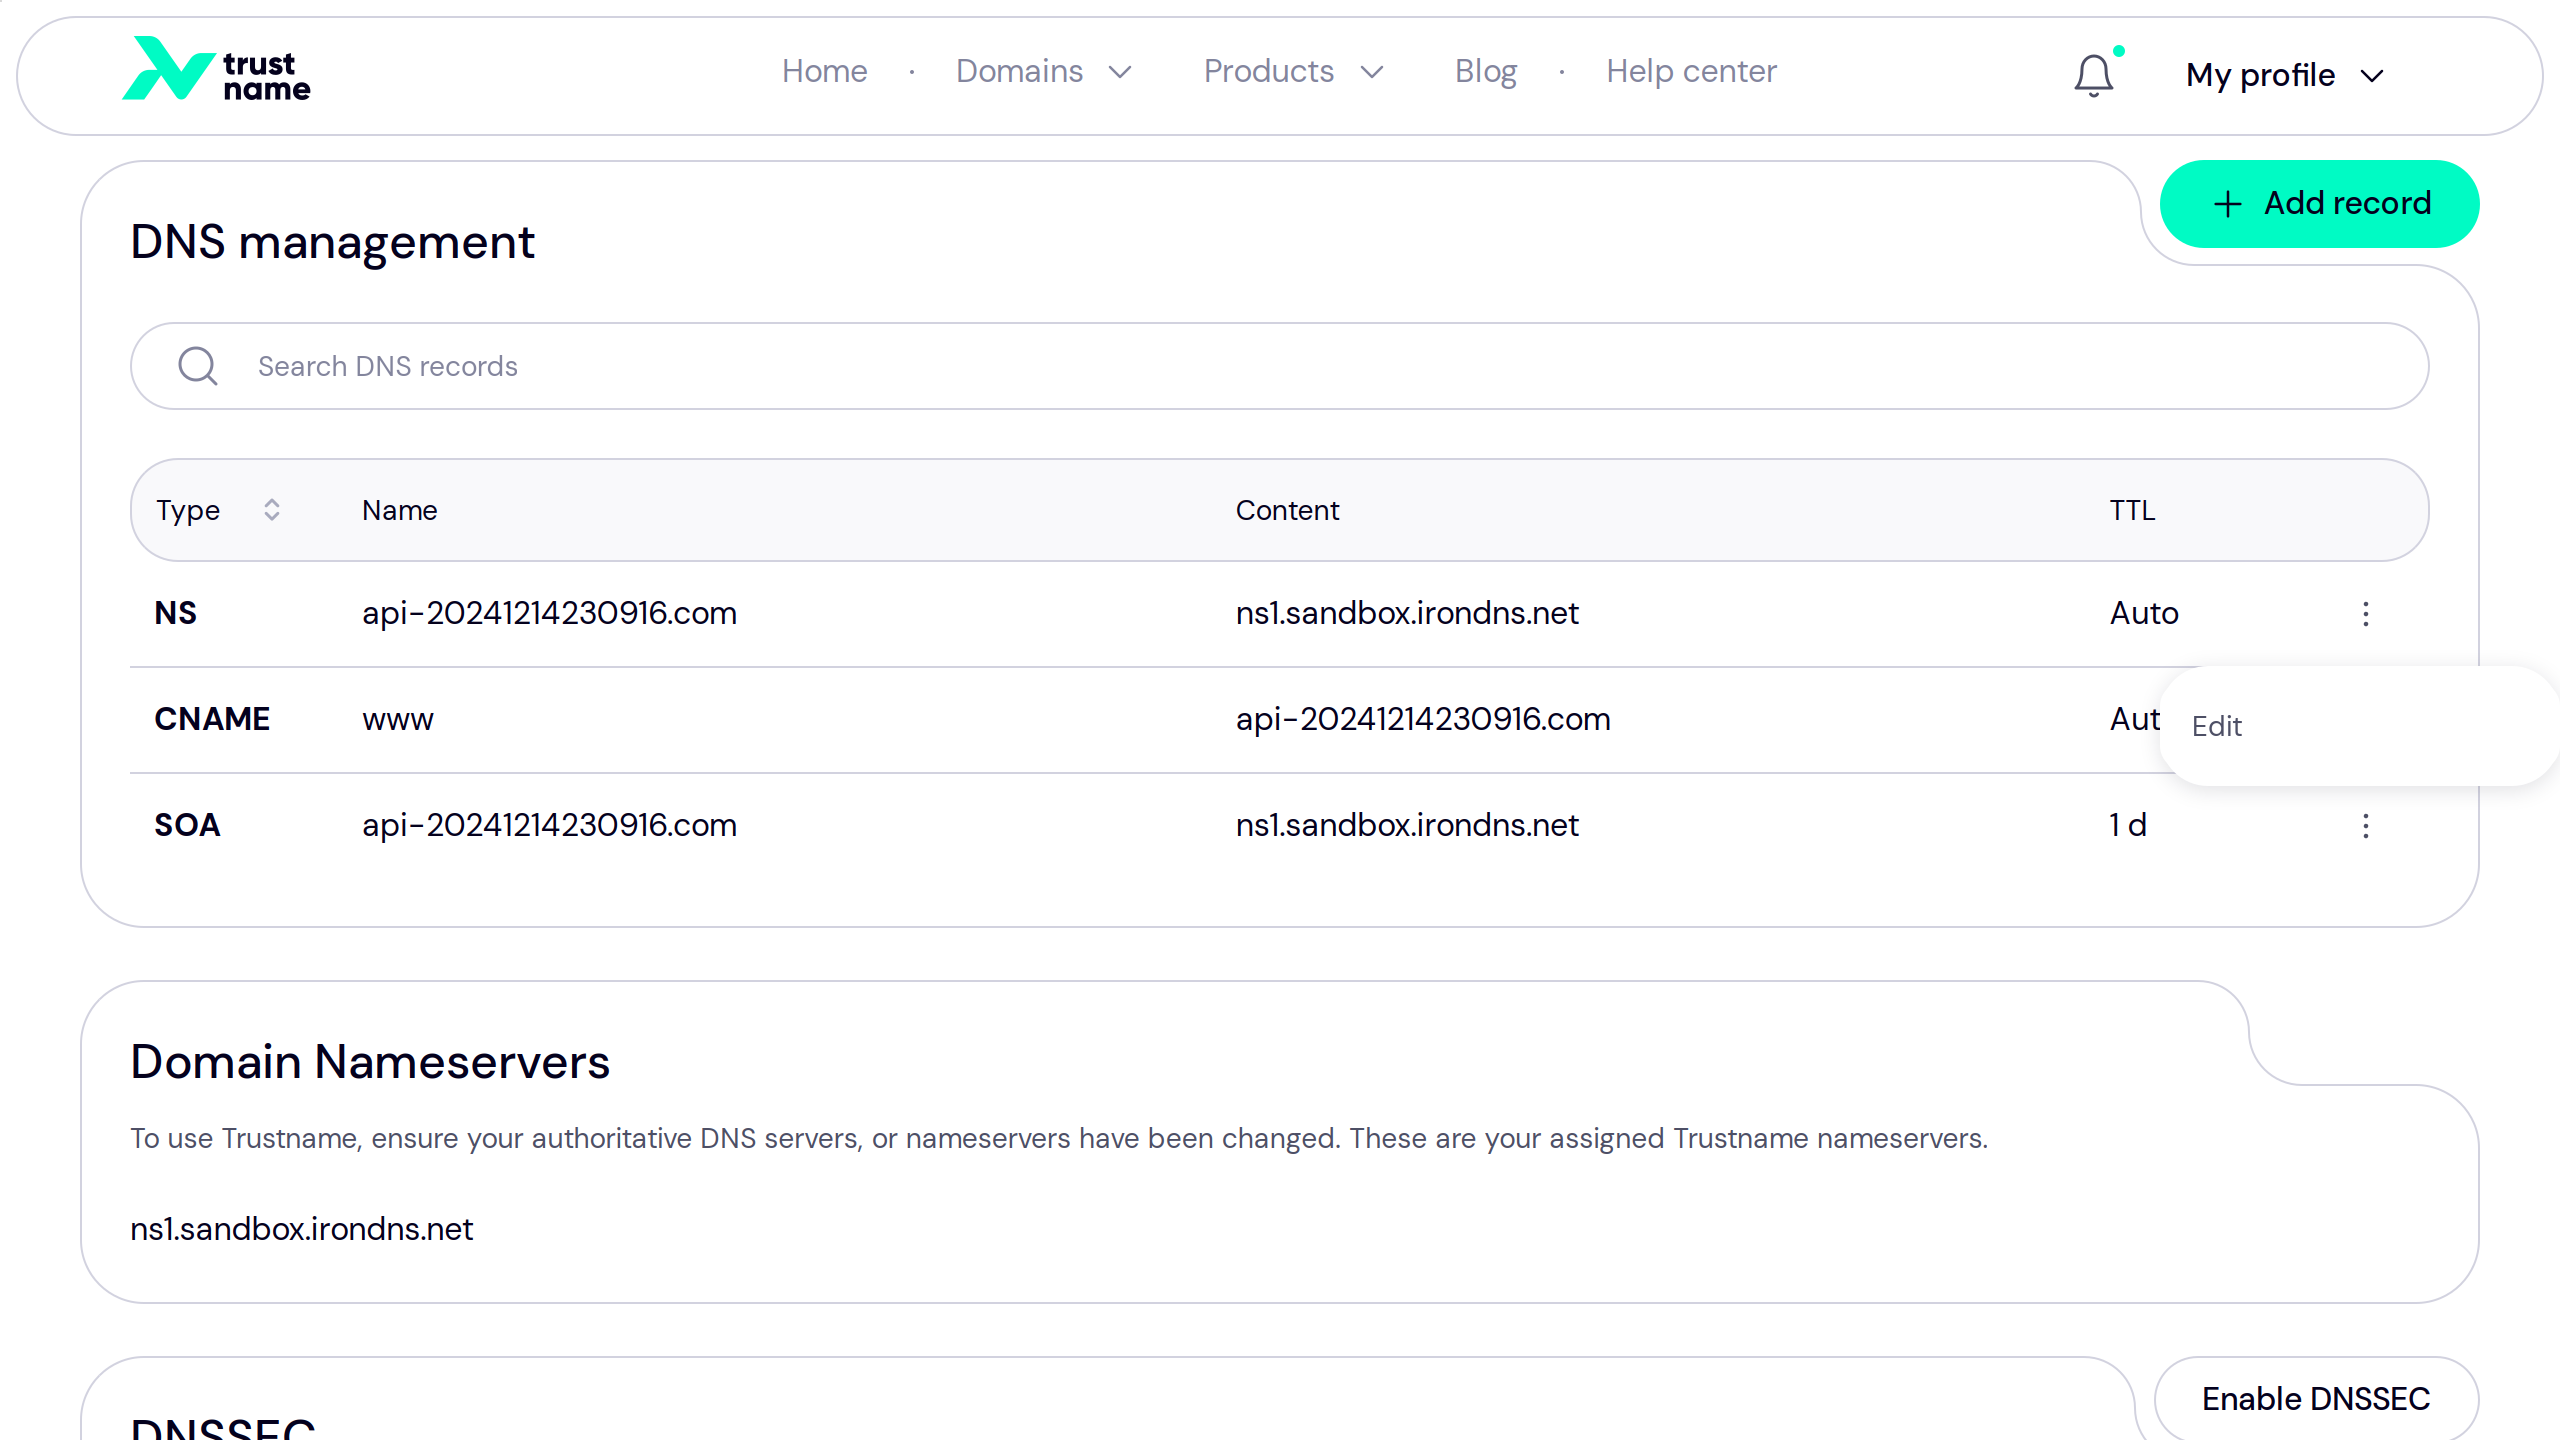 trust
name
Home · Domains Products Blog · Help center
My profile
DNS management
Add record
Search DNS records
Type Name Content TTL
NS api-20241214230916.com ns1.sandbox.irondns.net Auto
CNAME www api-20241214230916.com Aut
Edit
SOA api-20241214230916.com ns1.sandbox.irondns.net 1 d
Domain Nameservers
To use Trustname, ensure your authoritative DNS servers, or nameservers have been changed. These are your assigned Trustname nameservers.
ns1.sandbox.irondns.net
DNSSEC
Enable DNSSEC